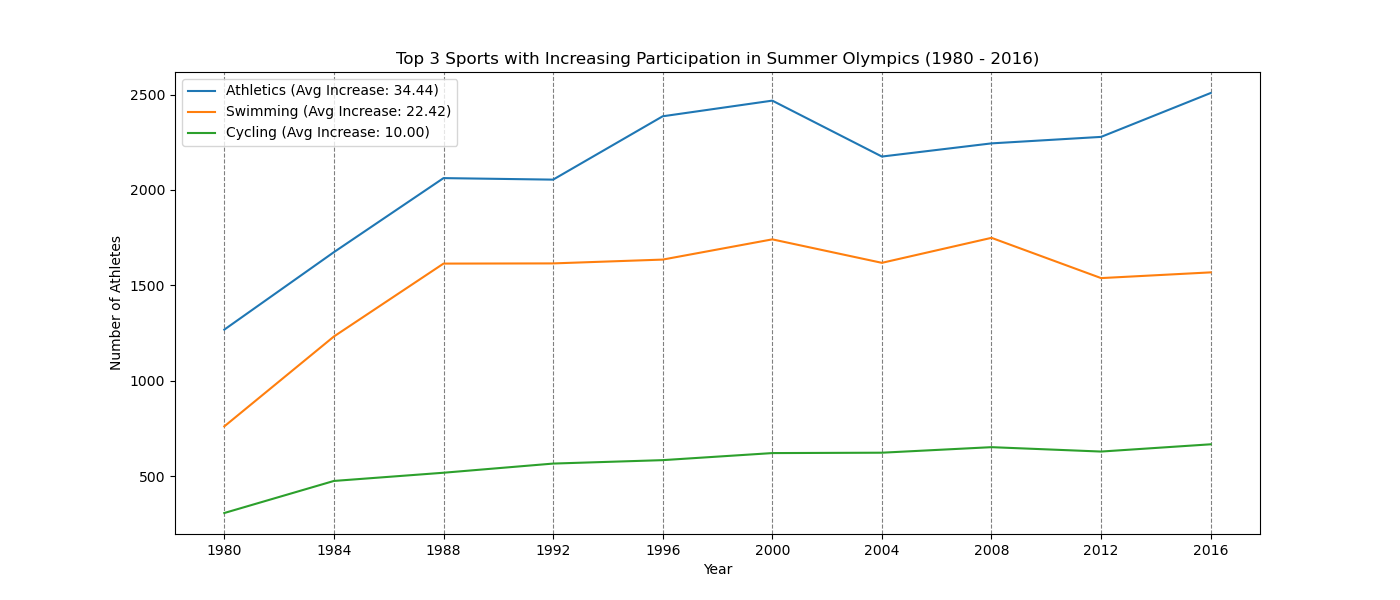 Top 3 Sports with Increasing Participation in Summer Olympics (1980 - 2016)
Athletics (Avg Increase: 34.44)
Swimming (Avg Increase: 22.42)
Cycling (Avg Increase: 10.00)
Number of Athletes
2500
2000
1500
1000
500
1980 1984 1988 1992 1996 2000 2004 2008 2012 2016
Year